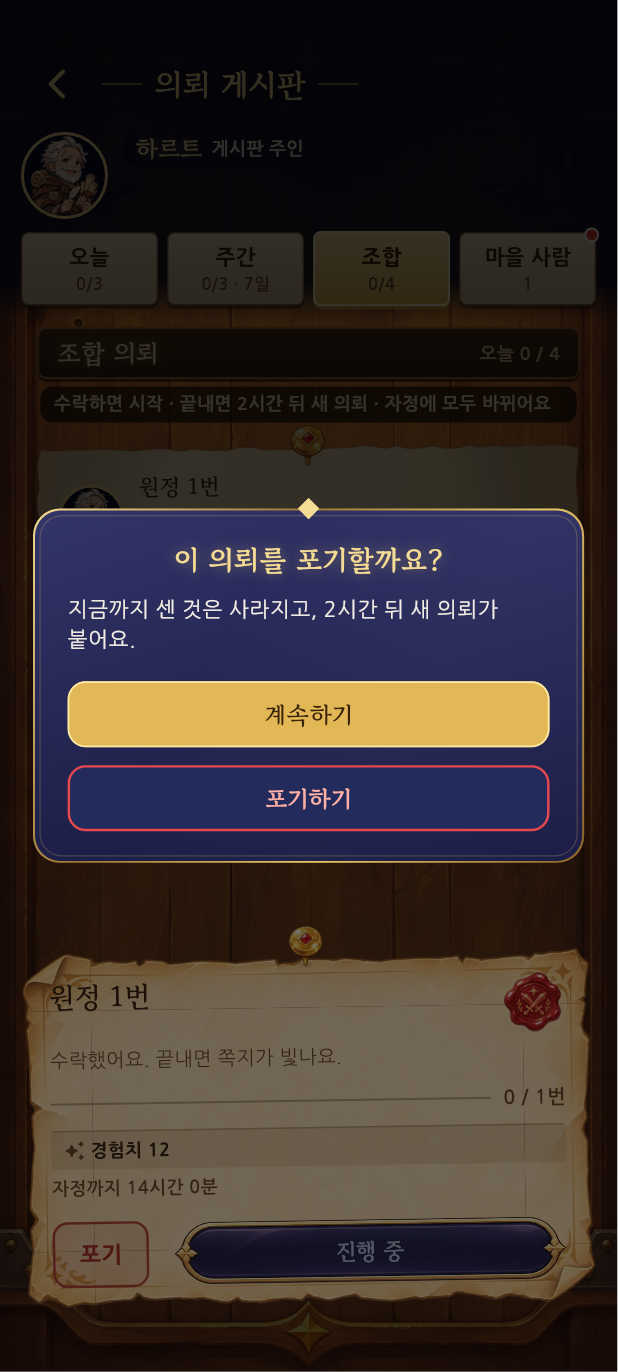 의뢰 게시판
하르트 게시판 주인
오늘
0/3
주간
0/3 · 7일
조합
0/4
마을 사람
1
조합 의뢰
오늘 0 / 4
수락하면 시작 · 끝내면 2시간 뒤 새 의뢰 · 자정에 모두 바뀌어요
원정 1번
이 의뢰를 포기할까요?
지금까지 센 것은 사라지고, 2시간 뒤 새 의뢰가
붙어요.
계속하기
포기하기
원정 1번
수락했어요. 끝내면 쪽지가 빛나요.
0 / 1번
경험치 12
자정까지 14시간 0분
포기
진행 중